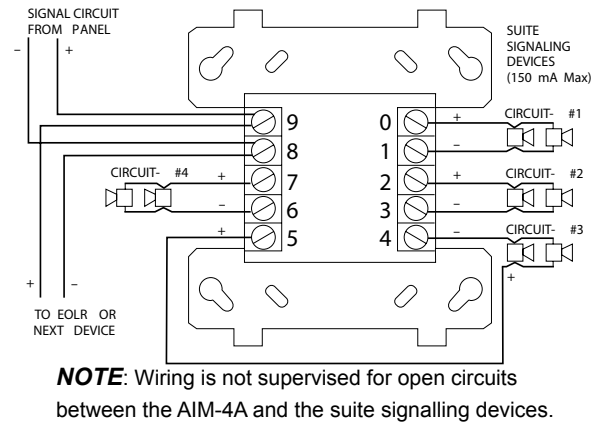 SIGNAL CIRCUIT
FROM PANEL
–
+
SUITE
SIGNALING
DEVICES
(150 mA Max)
9
0
+
CIRCUIT- #1
8
1
–
CIRCUIT- #4
+
7
2
+
CIRCUIT- #2
–
6
3
–
+
5
4
–
CIRCUIT- #3
+
+
–
TO EOLR OR
NEXT DEVICE
NOTE: Wiring is not supervised for open circuits
between the AIM-4A and the suite signalling devices.